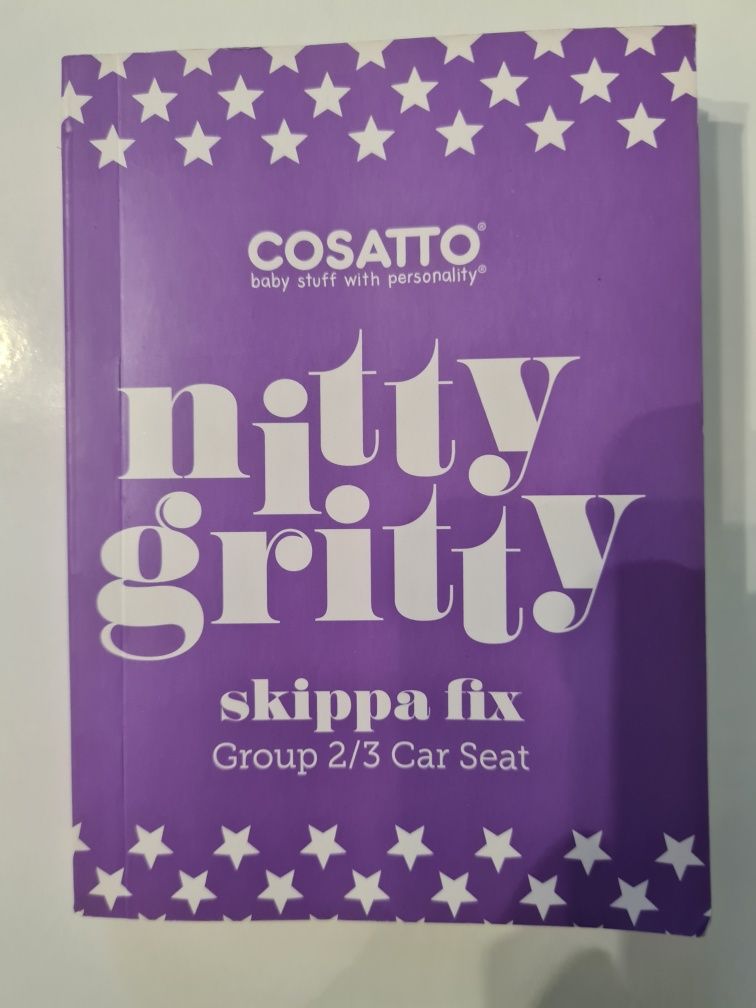 COSATTO®
baby stuff with personality®
nitty
gritty
skippa fix
Group 2/3 Car Seat